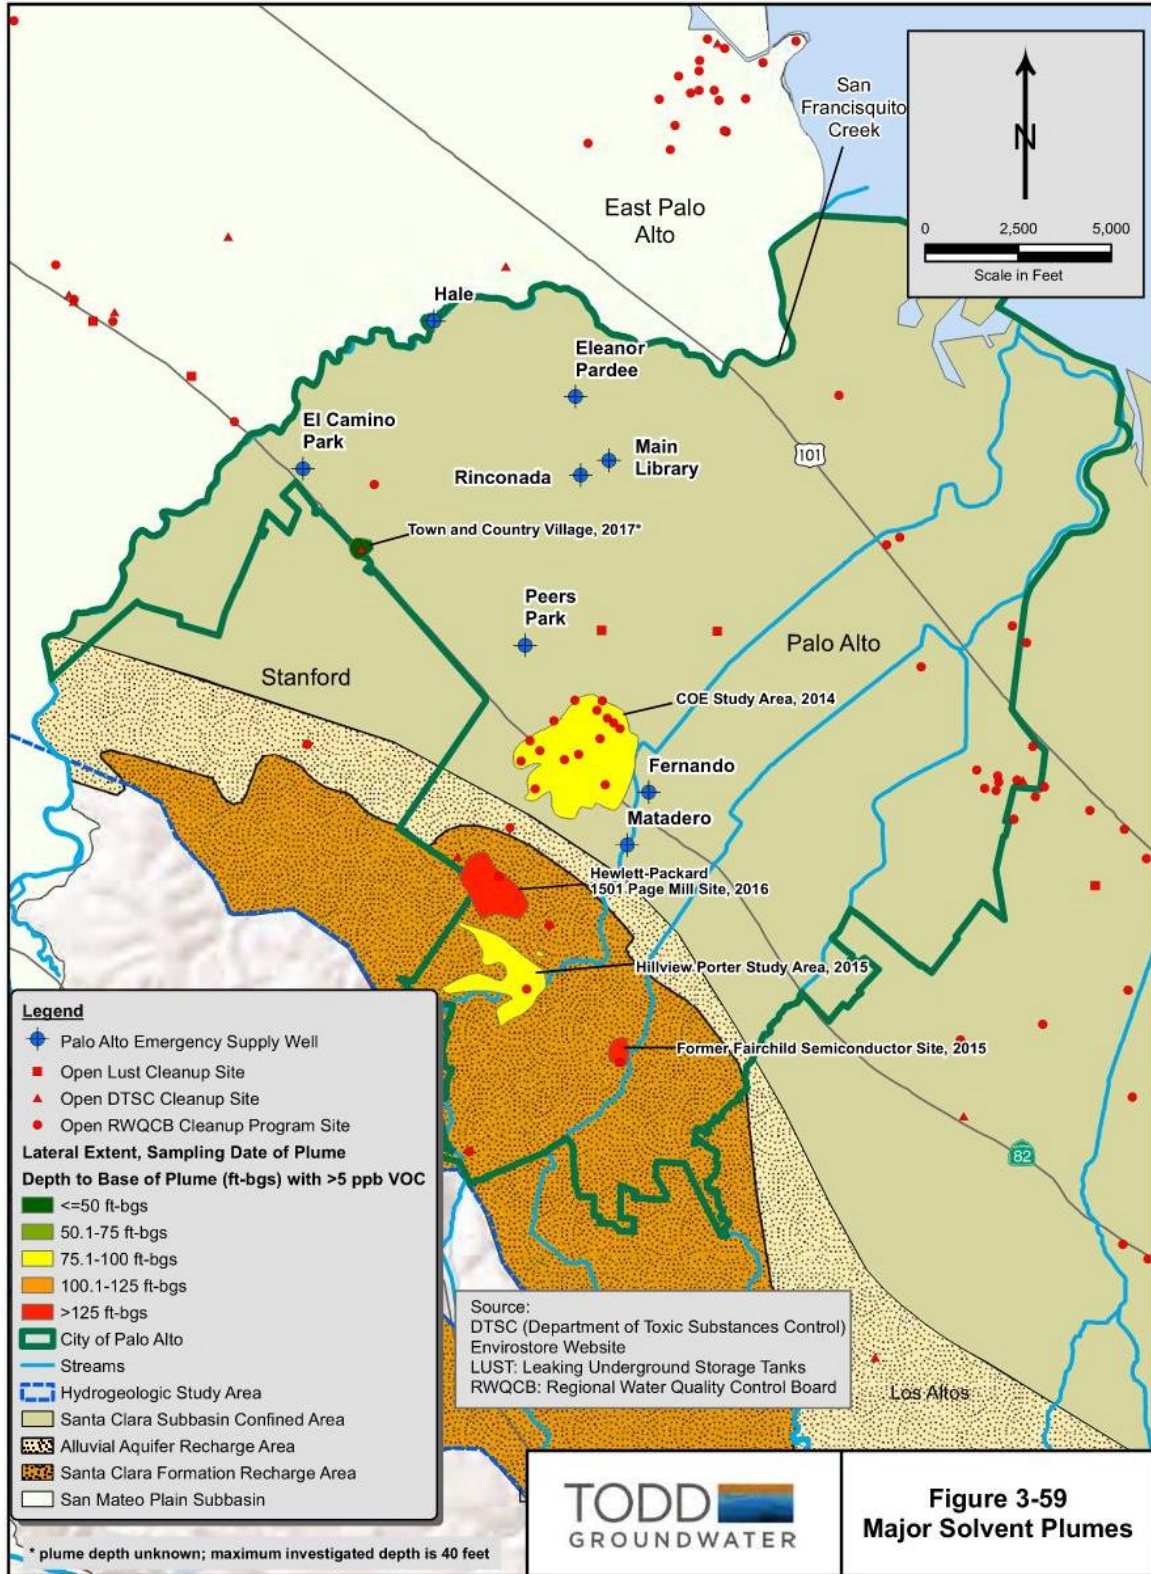 San
Francisquito
Creek
N
0 2,500 5,000
Scale in Feet
East Palo
Alto
Hale
Eleanor
Pardee
El Camino
Park
Main
Library
Rinconada
101
Town and Country Village, 2017*
Peers
Park
Palo Alto
Stanford
COE Study Area, 2014
Fernando
Matadero
Hewlett-Packard
1501 Page Mill Site, 2016
Hillview Porter Study Area, 2015
Former Fairchild Semiconductor Site, 2015
82
Los Altos
Legend
Palo Alto Emergency Supply Well
Open Lust Cleanup Site
Open DTSC Cleanup Site
Open RWQCB Cleanup Program Site
Lateral Extent, Sampling Date of Plume
Depth to Base of Plume (ft-bgs) with >5 ppb VOC
<=50 ft-bgs
50.1-75 ft-bgs
75.1-100 ft-bgs
100.1-125 ft-bgs
>125 ft-bgs
City of Palo Alto
Streams
Hydrogeologic Study Area
Santa Clara Subbasin Confined Area
Alluvial Aquifer Recharge Area
Santa Clara Formation Recharge Area
San Mateo Plain Subbasin
* plume depth unknown; maximum investigated depth is 40 feet
Source:
DTSC (Department of Toxic Substances Control)
Envirostore Website
LUST: Leaking Underground Storage Tanks
RWQCB: Regional Water Quality Control Board
TODD
GROUNDWATER
Figure 3-59
Major Solvent Plumes